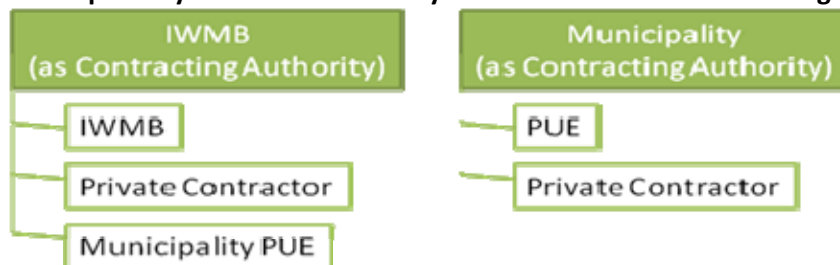 IWMB
(as Contracting Authority)
IWMB
Private Contractor
Municipality PUE
Municipality
(as Contracting Authority)
PUE
Private Contractor